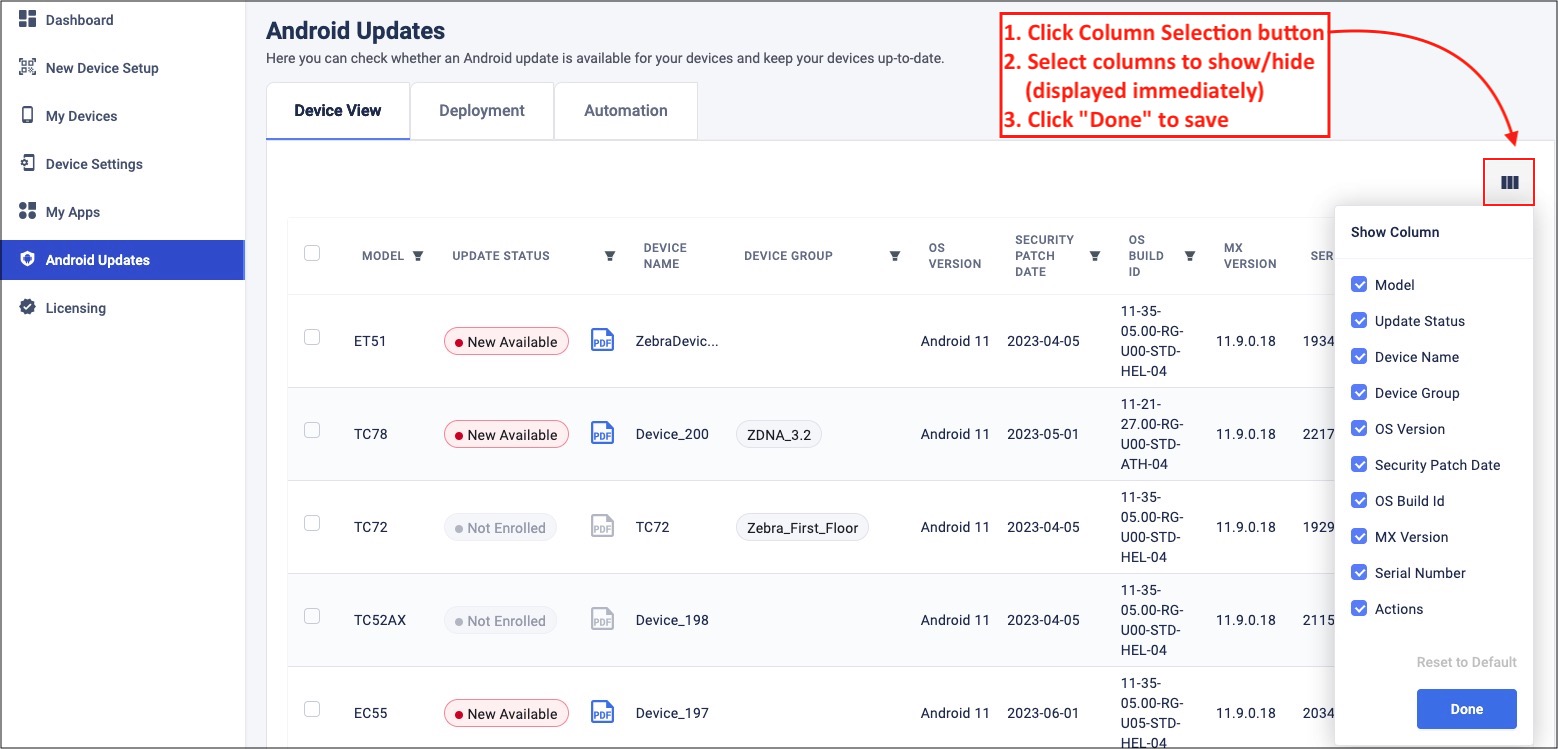 Dashboard
New Device Setup
My Devices
Device Settings
My Apps
Android Updates
Licensing
Android Updates
Here you can check whether an Android update is available for your devices and keep your devices up-to-date.
Device View
Deployment
Automation
1. Click Column Selection button
2. Select columns to show/hide
(displayed immediately)
3. Click "Done" to save
MODEL
UPDATE STATUS
DEVICE
NAME
DEVICE GROUP
OS
VERSION
SECURITY
PATCH
DATE
OS
BUILD
ID
MX
VERSION
SER
ET51
New Available
PDF
ZebraDevic...
Android 11
2023-04-05
11-35-
05.00-RG-
U00-STD-
HEL-04
11.9.0.18
1934
TC78
New Available
PDF
Device_200
ZDNA_3.2
Android 11
2023-05-01
11-21-
27.00-RG-
U00-STD-
ATH-04
11.9.0.18
2217
TC72
Not Enrolled
PDF
TC72
Zebra_First_Floor
Android 11
2023-04-05
11-35-
05.00-RG-
U00-STD-
HEL-04
11.9.0.18
1929
TC52AX
Not Enrolled
PDF
Device_198
Android 11
2023-04-05
11-35-
05.00-RG-
U00-STD-
HEL-04
11.9.0.18
2115
EC55
New Available
PDF
Device_197
Android 11
2023-06-01
11-35-
05.00-RG-
U05-STD-
HEL-04
11.9.0.18
2034
Show Column
Model
Update Status
Device Name
Device Group
OS Version
Security Patch Date
OS Build Id
MX Version
Serial Number
Actions
Reset to Default
Done